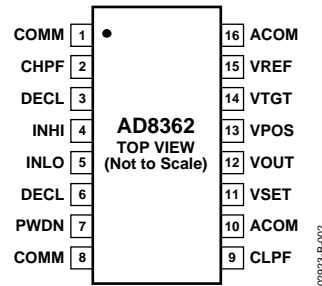 COMM 1
CHPF 2
DECL 3
INHI 4
INLO 5
DECL 6
PWDN 7
COMM 8
AD8362
TOP VIEW
(Not to Scale)
16 ACOM
15 VREF
14 VTGT
13 VPOS
12 VOUT
11 VSET
10 ACOM
9 CLPF
02923-B-002